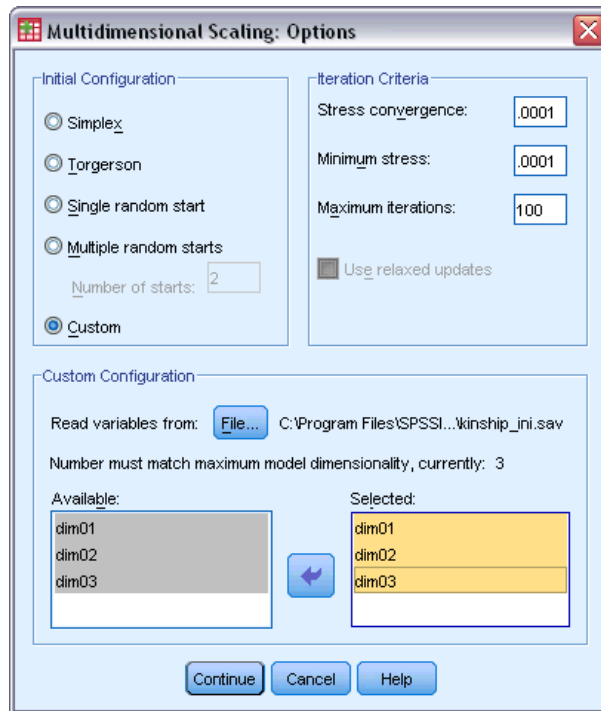 Multidimensional Scaling: Options
Initial Configuration
Simplex
Torgerson
Single random start
Multiple random starts
Number of starts: 2
Custom
Iteration Criteria
Stress convergence: .0001
Minimum stress: .0001
Maximum iterations: 100
Use relaxed updates
Custom Configuration
Read variables from: File... C:\Program Files\SPSSI...\kinship_ini.sav
Number must match maximum model dimensionality, currently: 3
Available:
dim01
dim02
dim03
Selected:
dim01
dim02
dim03
Continue Cancel Help